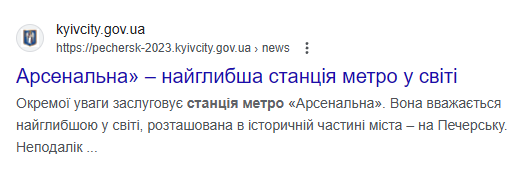 kyivcity.gov.ua
https://pechersk-2023.kyivcity.gov.ua › news
Арсенальна» – найглибша станція метро у світі
Окремої уваги заслуговує станція метро «Арсенальна». Вона вважається
найглибшою у світі, розташована в історичній частині міста – на Печерську.
Неподалік ...